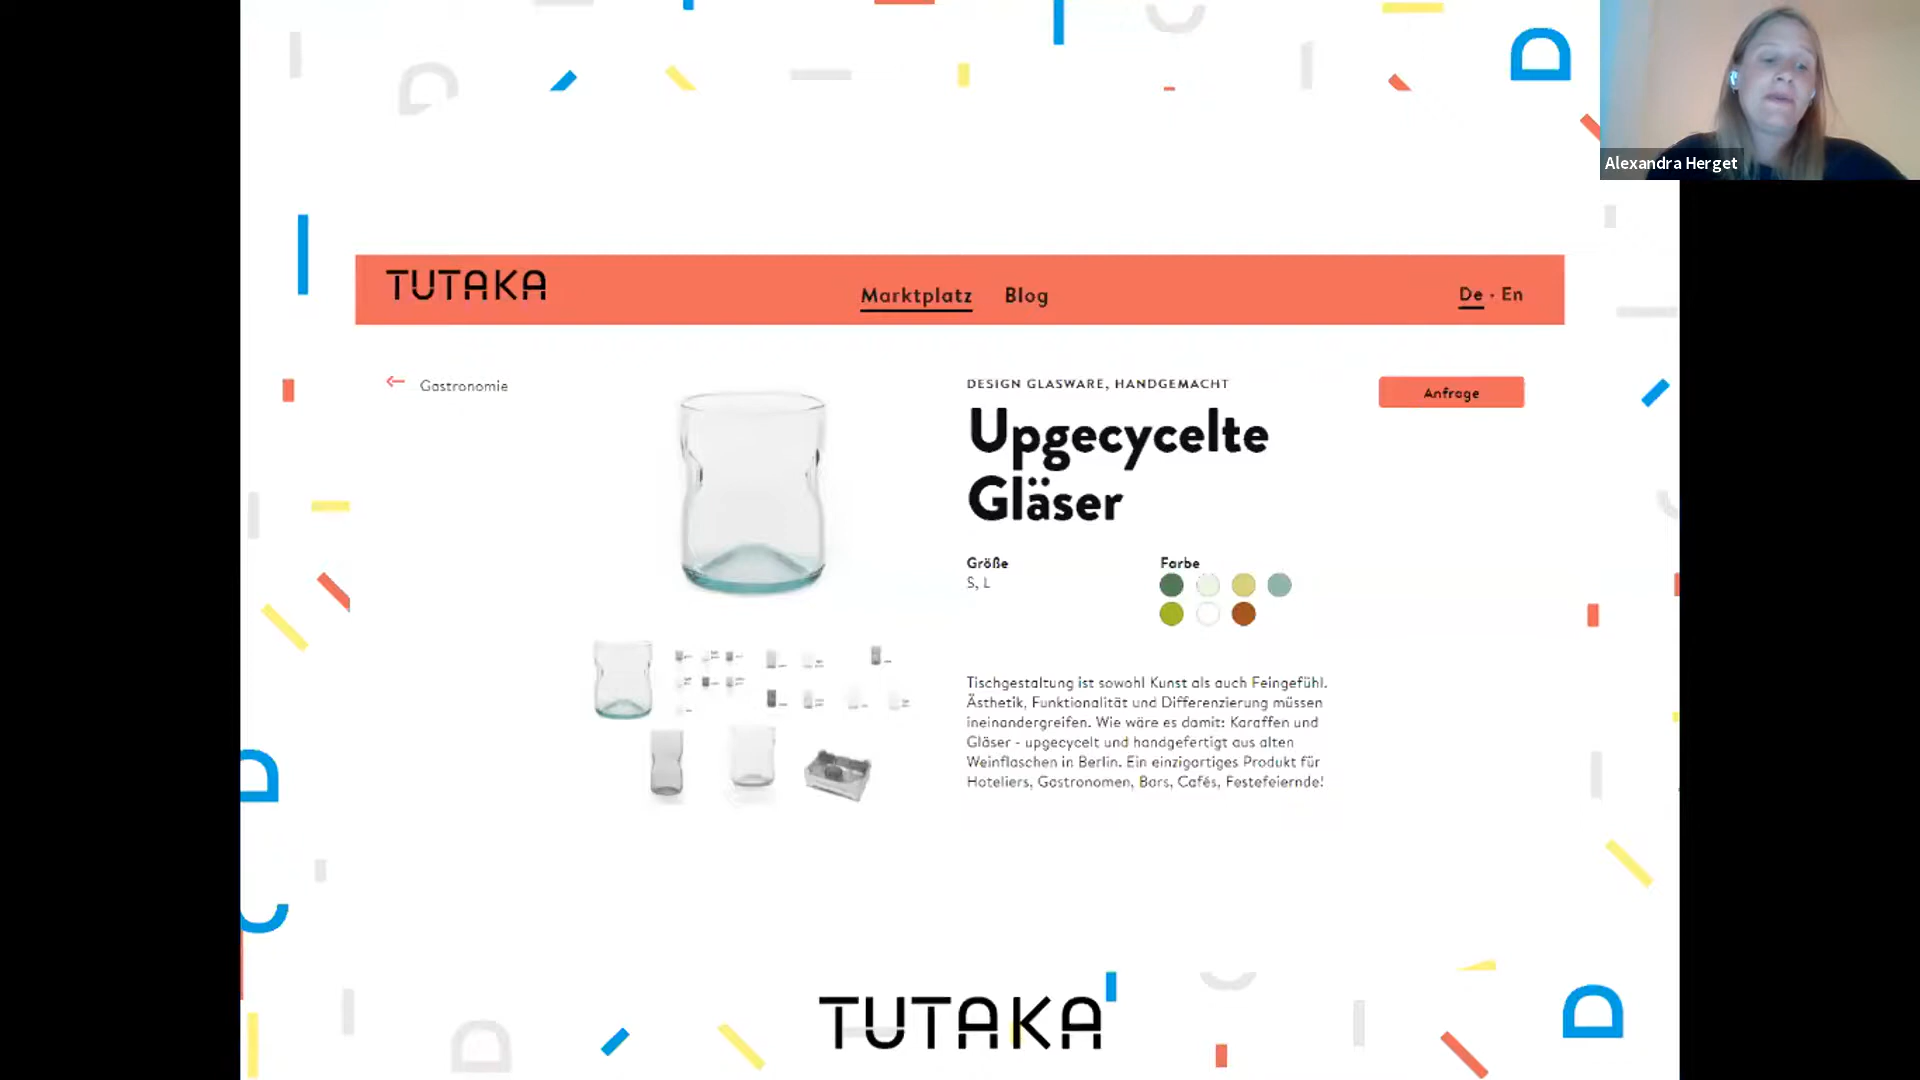 Alexandra Herget
TUTAKA
Marktplatz
Blog
De · En
Gastronomie
DESIGN GLASWARE, HANDGEMACHT
Anfrage
Upgecycelte
Gläser
Größe
Farbe
S, L
Tischgestaltung ist sowohl Kunst als auch Feingefühl.
Ästhetik, Funktionalität und Differenzierung müssen
ineinandergreifen. Wie wäre es damit: Karaffen und
Gläser - upgecycelt und handgefertigt aus alten
Weinflaschen in Berlin. Ein einzigartiges Produkt für
Hoteliers, Gastronomen, Bars, Cafés, Festefeiernde!
TUTAKA